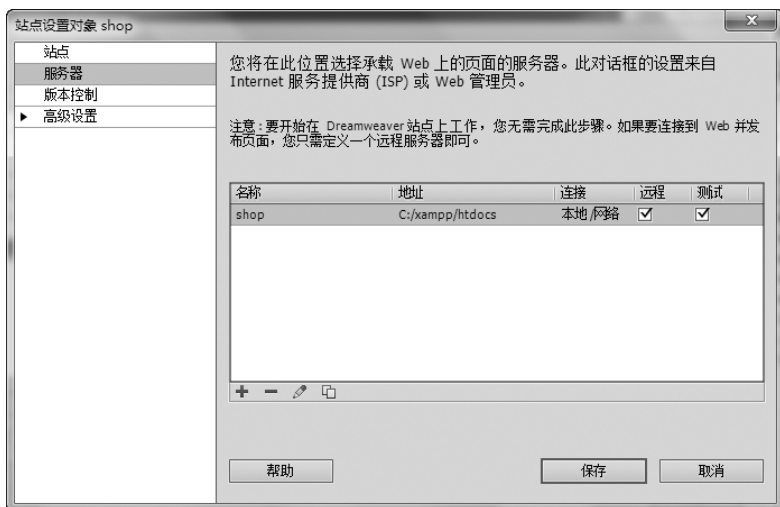 站点设置对象 shop
站点
服务器
版本控制
高级设置
您将在此位置选择承载 Web 上的页面的服务器。此对话框的设置来自
Internet 服务提供商 (ISP) 或 Web 管理员。
注意:要开始在 Dreamweaver 站点上工作，您无需完成此步骤。如果要连接到 Web 并发
布页面，您只需定义一个远程服务器即可。
名称 地址 连接 远程 测试
shop C:/xampp/htdocs 本地/网络
帮助 保存 取消